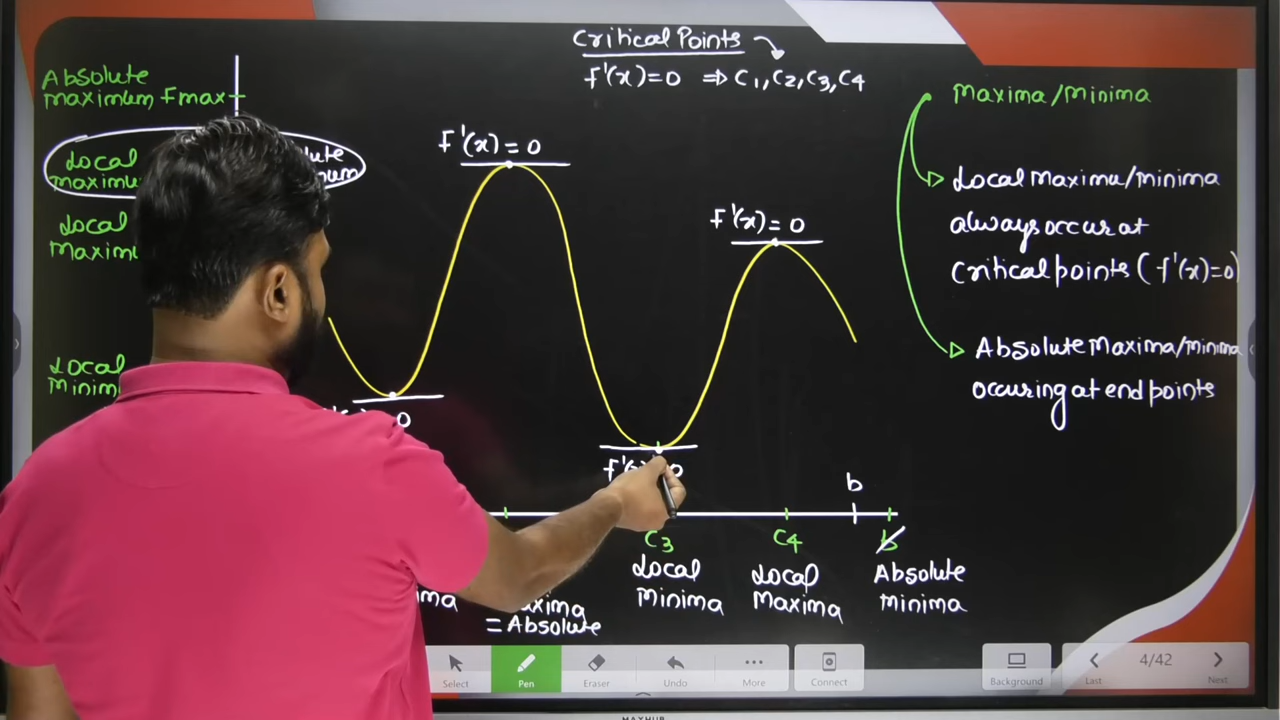 Critical Points
f'(x)=0 ⇒ C1, C2, C3, C4
Absolute
maximum fmax
Local
Local
Local
f'(x) = 0
f'(x) = 0
0
Maxima/Minima
Local Maxima/Minima
always occur at
Critical points (f'(x)=0)
Absolute Maxima/Minima
occuring at end points
b
C3
C4
b
Local
Minima
Local
Maxima
Absolute
Minima
= Absolute
Select
Pen
Eraser
Undo
More
Connect
Background
Last
4/42
Next
MAXHUB